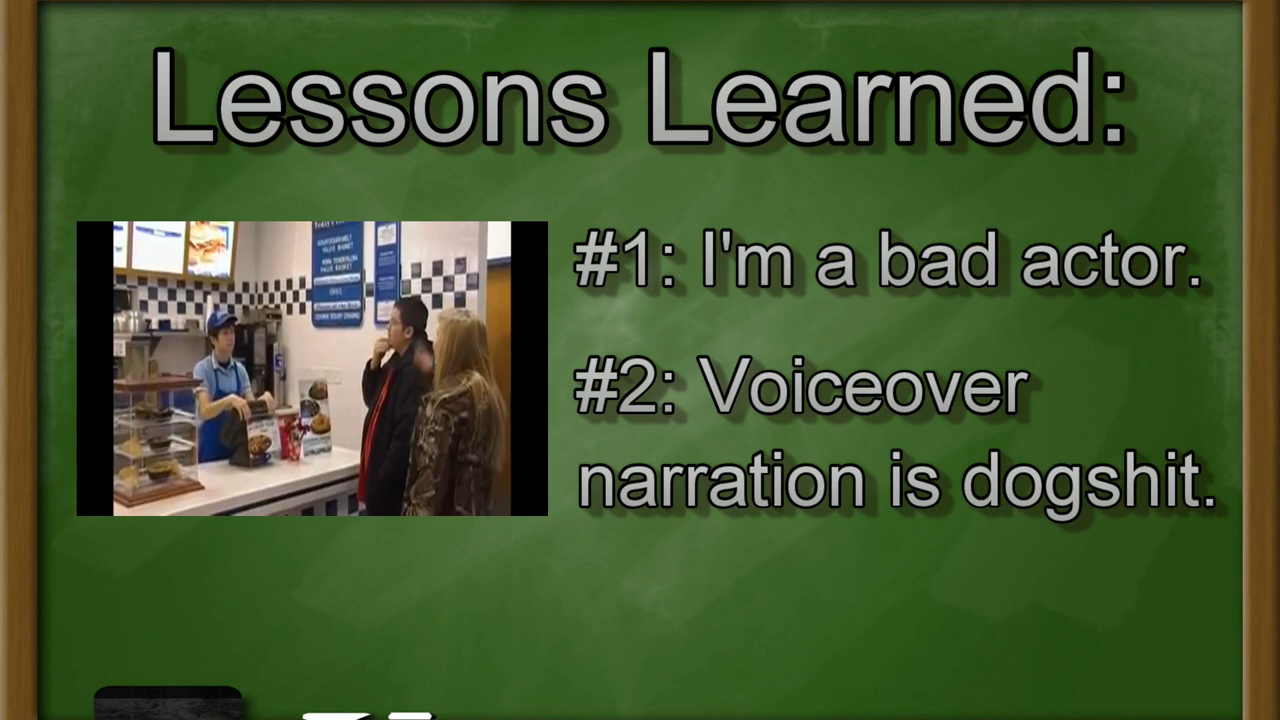 Lessons Learned:
#1: I'm a bad actor.
#2: Voiceover
narration is dogshit.